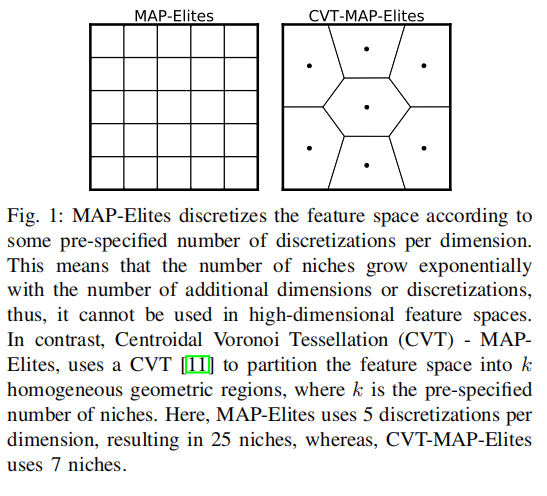 MAP-Elites
CVT-MAP-Elites
Fig. 1: MAP-Elites discretizes the feature space according to
some pre-specified number of discretizations per dimension.
This means that the number of niches grow exponentially
with the number of additional dimensions or discretizations,
thus, it cannot be used in high-dimensional feature spaces.
In contrast, Centroidal Voronoi Tessellation (CVT) - MAP-
Elites, uses a CVT [11] to partition the feature space into k
homogeneous geometric regions, where k is the pre-specified
number of niches. Here, MAP-Elites uses 5 discretizations per
dimension, resulting in 25 niches, whereas, CVT-MAP-Elites
uses 7 niches.